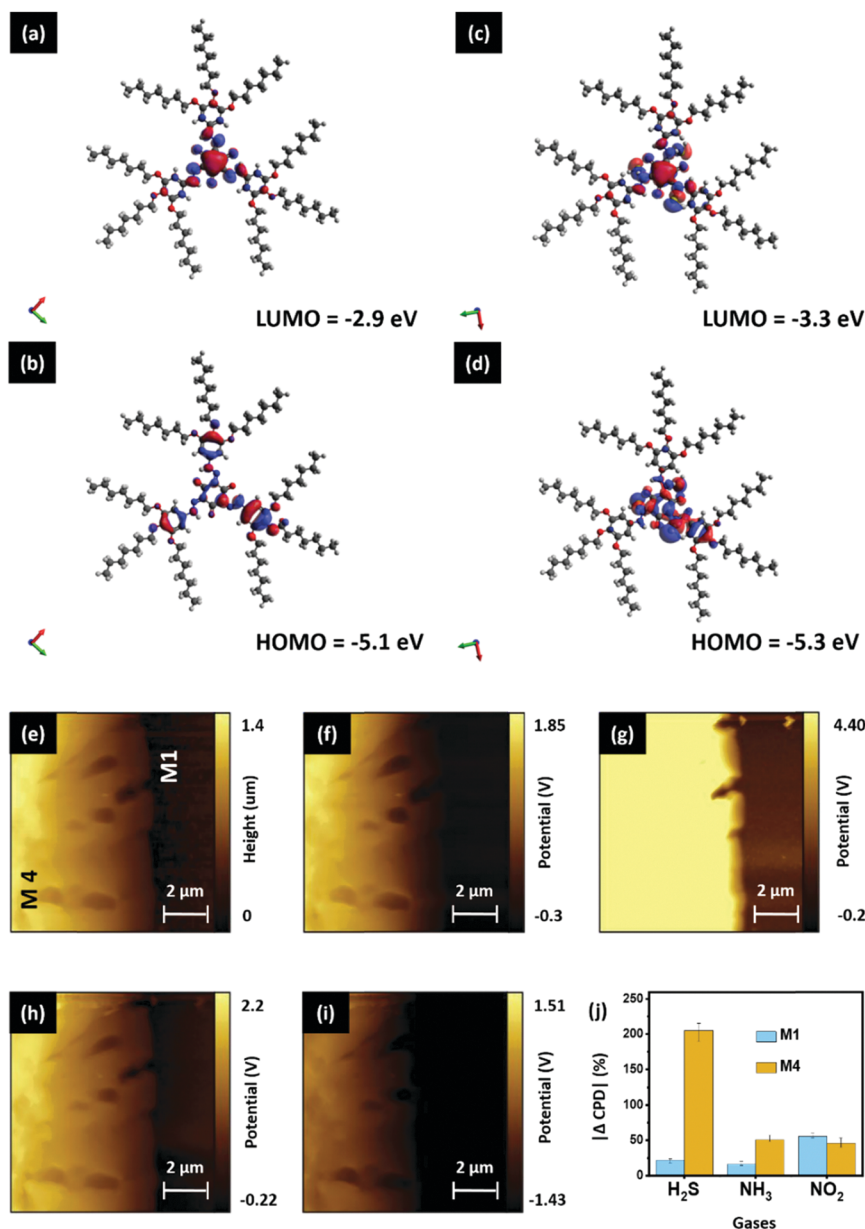 (a)
LUMO = -2.9 eV
(c)
LUMO = -3.3 eV
(b)
HOMO = -5.1 eV
(d)
HOMO = -5.3 eV
(e)
M 4
M1
2 µm
1.4
Height (um)
0
(f)
2 µm
1.85
Potential (V)
-0.3
(g)
2 µm
4.40
Potential (V)
-0.2
(h)
2 µm
2.2
Potential (V)
-0.22
(i)
2 µm
1.51
Potential (V)
-1.43
(j)
|Δ CPD| (%)
250
200
150
100
50
0
M1
M4
H₂S NH₃ NO₂
Gases